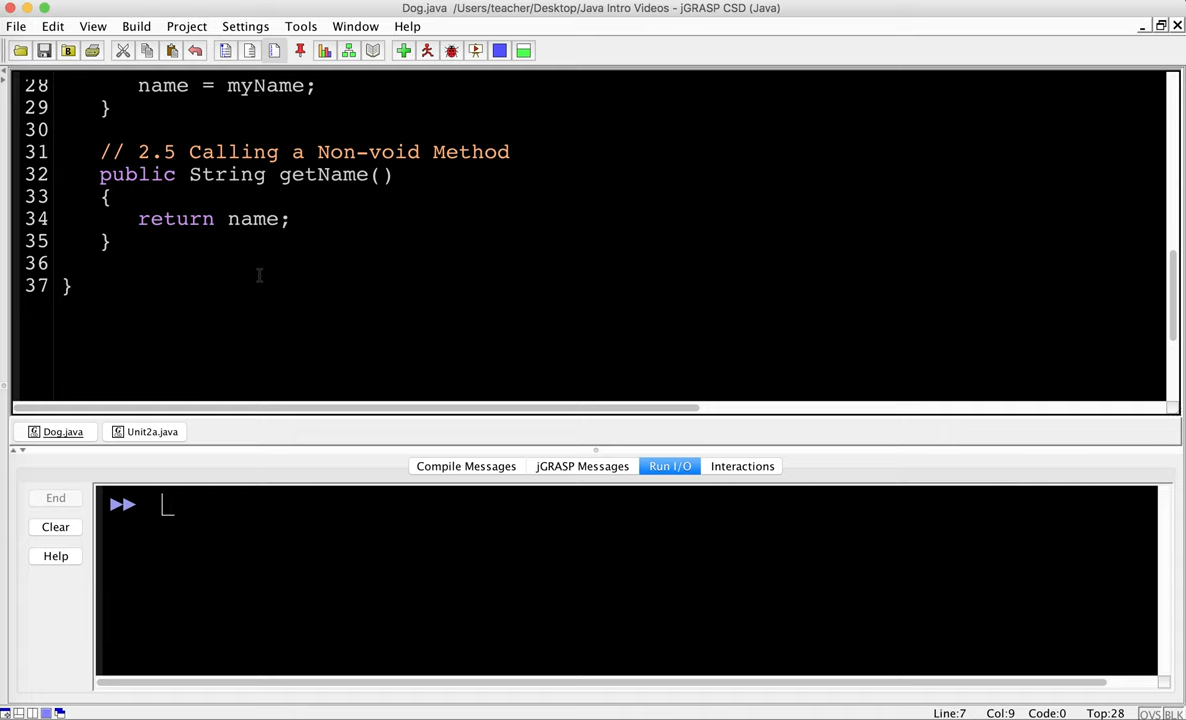 Dog.java /Users/teacher/Desktop/Java Intro Videos - jGRASP CSD (Java)
File Edit View Build Project Settings Tools Window Help
28 name = myName;
29 }
30
31 // 2.5 Calling a Non-void Method
32 public String getName()
33 {
34 return name;
35 }
36
37 }
Dog.java Unit2a.java
Compile Messages jGRASP Messages Run I/O Interactions
End
Clear
Help
Line:7 Col:9 Code:0 Top:28 OVS BLK